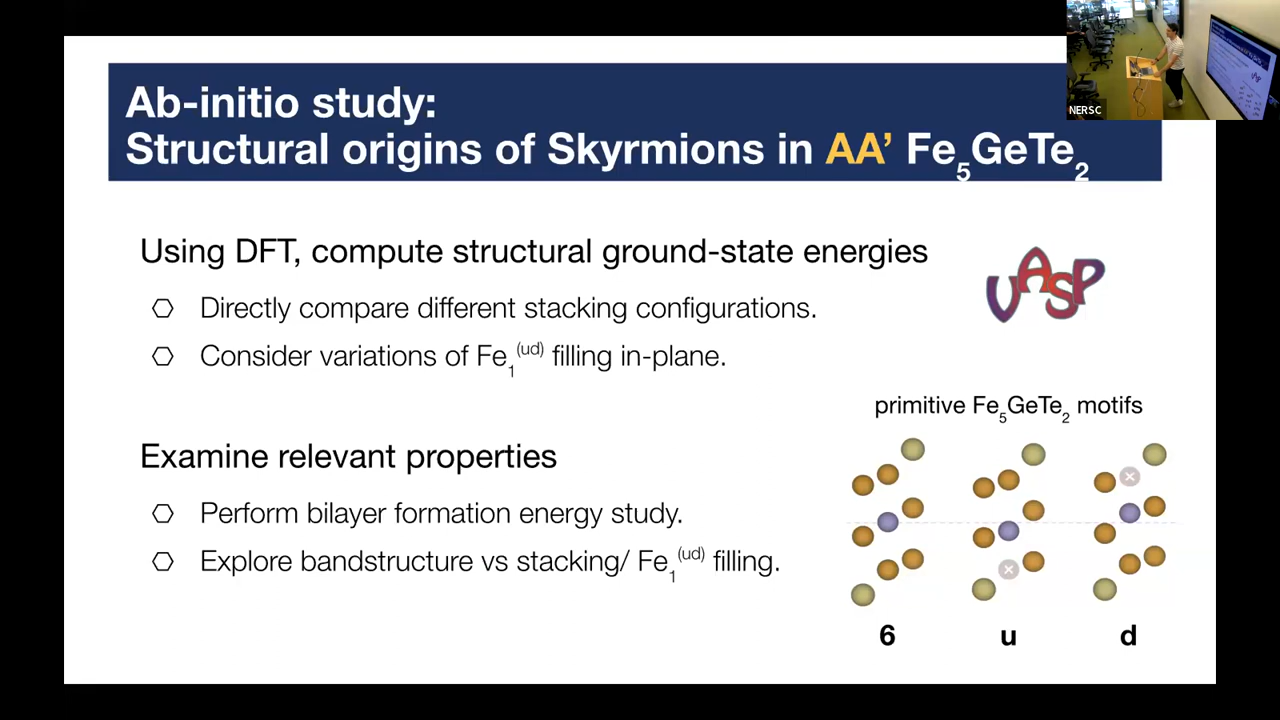 Ab-initio study:
Structural origins of Skyrmions in AA’ Fe₅GeTe₂
NERSC
Using DFT, compute structural ground-state energies
VASP
Directly compare different stacking configurations.
Consider variations of Fe₁⁽ᵘᵈ⁾ filling in-plane.
primitive Fe₅GeTe₂ motifs
Examine relevant properties
Perform bilayer formation energy study.
Explore bandstructure vs stacking/ Fe₁⁽ᵘᵈ⁾ filling.
6 u d